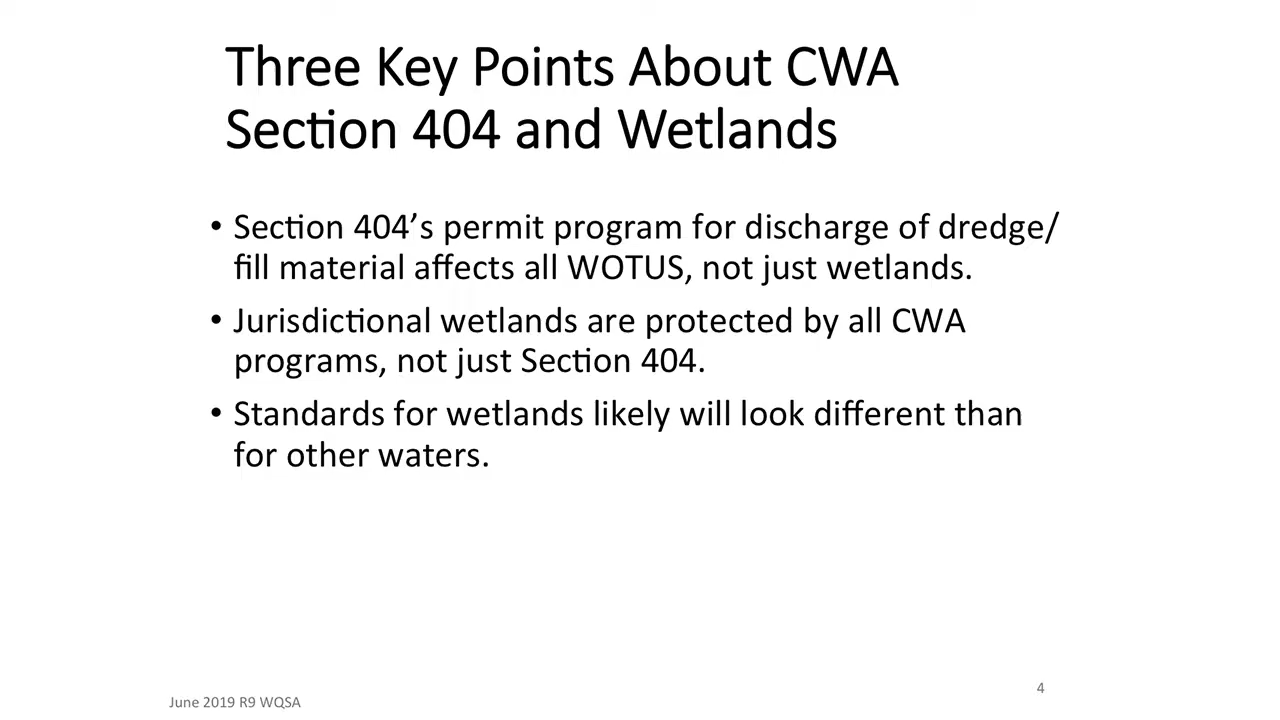 Three Key Points About CWA
Section 404 and Wetlands
• Section 404’s permit program for discharge of dredge/
fill material affects all WOTUS, not just wetlands.
• Jurisdictional wetlands are protected by all CWA
programs, not just Section 404.
• Standards for wetlands likely will look different than
for other waters.
4
June 2019 R9 WQSA